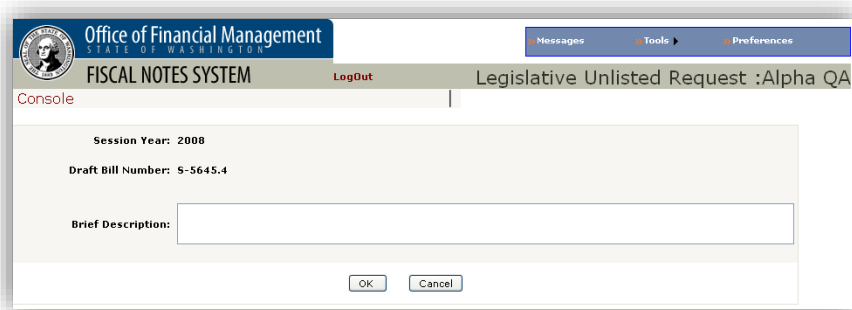 Office of Financial Management
STATE OF WASHINGTON
Messages
Tools
Preferences
FISCAL NOTES SYSTEM
LogOut
Legislative Unlisted Request :Alpha QA
Console
Session Year: 2008
Draft Bill Number: S-5645.4
Brief Description:
OK
Cancel